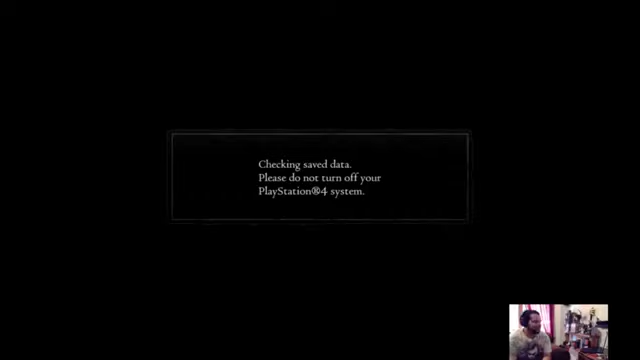 Checking saved data.
Please do not turn off your
PlayStation®4 system.